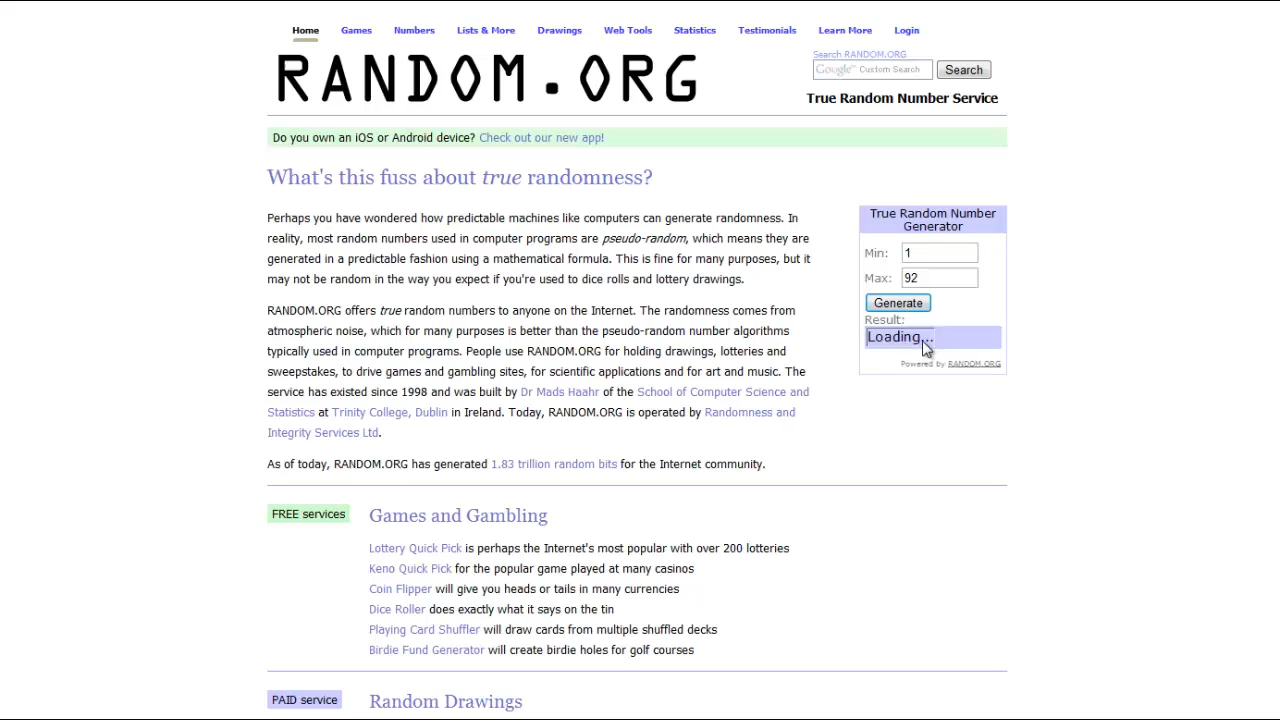 Home Games Numbers Lists & More Drawings Web Tools Statistics Testimonials Learn More Login
RANDOM.ORG
Search RANDOM.ORG
Google™ Custom Search Search
True Random Number Service
Do you own an iOS or Android device? Check out our new app!
What's this fuss about true randomness?
Perhaps you have wondered how predictable machines like computers can generate randomness. In
reality, most random numbers used in computer programs are pseudo-random, which means they are
generated in a predictable fashion using a mathematical formula. This is fine for many purposes, but it
may not be random in the way you expect if you're used to dice rolls and lottery drawings.
RANDOM.ORG offers true random numbers to anyone on the Internet. The randomness comes from
atmospheric noise, which for many purposes is better than the pseudo-random number algorithms
typically used in computer programs. People use RANDOM.ORG for holding drawings, lotteries and
sweepstakes, to drive games and gambling sites, for scientific applications and for art and music. The
service has existed since 1998 and was built by Dr Mads Haahr of the School of Computer Science and
Statistics at Trinity College, Dublin in Ireland. Today, RANDOM.ORG is operated by Randomness and
Integrity Services Ltd.
As of today, RANDOM.ORG has generated 1.83 trillion random bits for the Internet community.
True Random Number
Generator
Min: 1
Max: 92
Generate
Result:
Loading...
Powered by RANDOM.ORG
FREE services
Games and Gambling
Lottery Quick Pick is perhaps the Internet's most popular with over 200 lotteries
Keno Quick Pick for the popular game played at many casinos
Coin Flipper will give you heads or tails in many currencies
Dice Roller does exactly what it says on the tin
Playing Card Shuffler will draw cards from multiple shuffled decks
Birdie Fund Generator will create birdie holes for golf courses
PAID service
Random Drawings